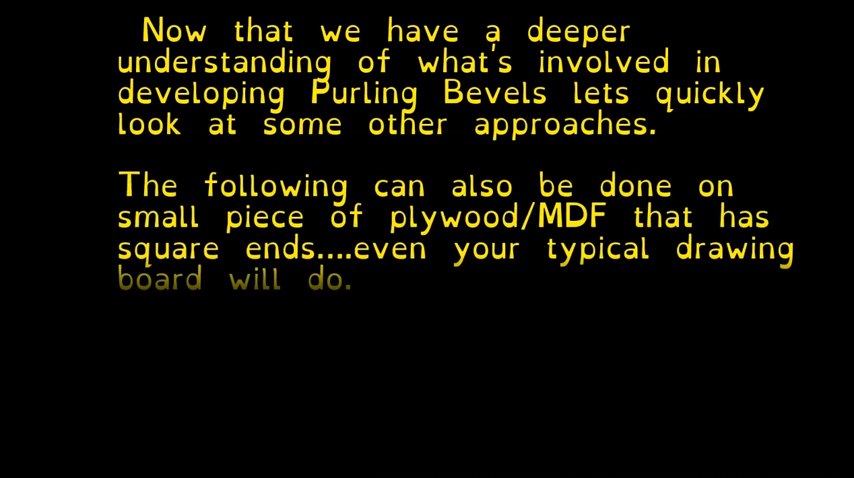 Now that we have a deeper
understanding of what's involved in
developing Purling Bevels lets quickly
look at some other approaches.
The following can also be done on
small piece of plywood/MDF that has
square ends....even your typical drawing
board will do.